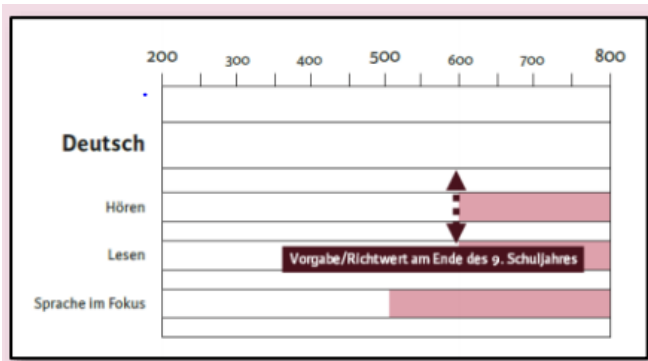 200 300 400 500 600 700 800
Deutsch
Hören
Lesen
Vorgabe/Richtwert am Ende des 9. Schuljahres
Sprache im Fokus